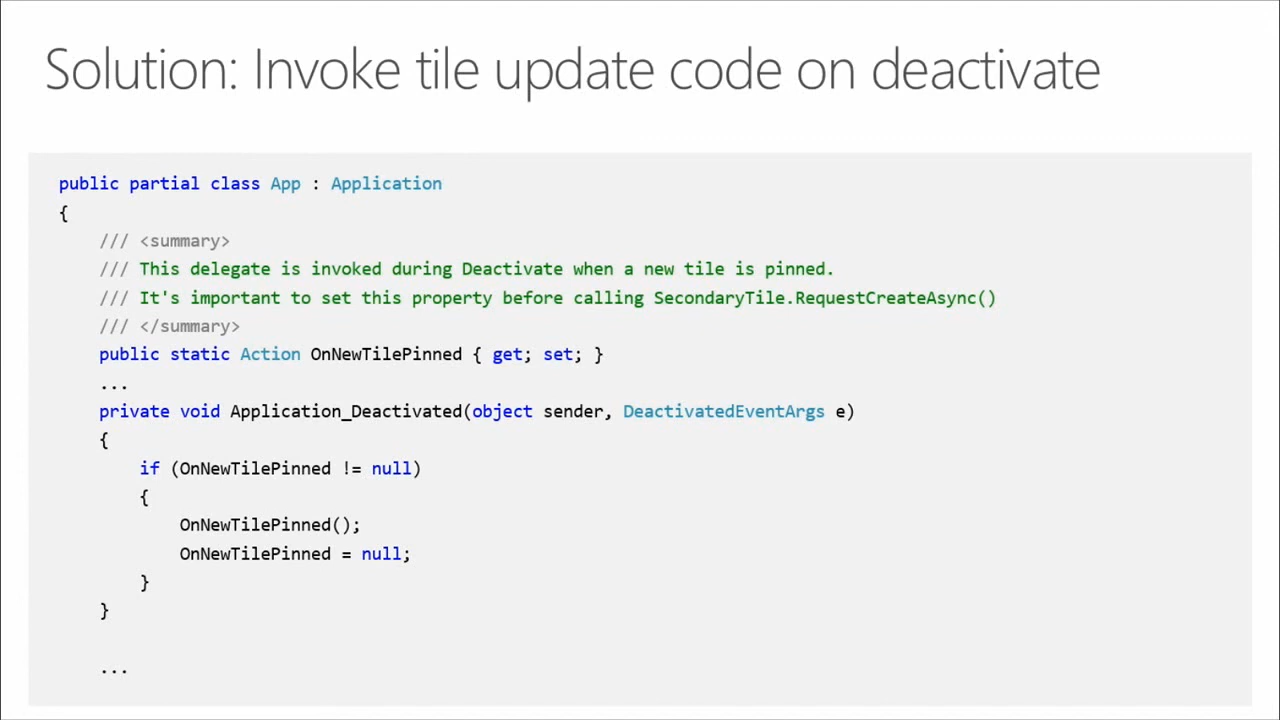 Solution: Invoke tile update code on deactivate
public partial class App : Application
{
/// <summary>
/// This delegate is invoked during Deactivate when a new tile is pinned.
/// It's important to set this property before calling SecondaryTile.RequestCreateAsync()
/// </summary>
public static Action OnNewTilePinned { get; set; }
...
private void Application_Deactivated(object sender, DeactivatedEventArgs e)
{
if (OnNewTilePinned != null)
{
OnNewTilePinned();
OnNewTilePinned = null;
}
}
...